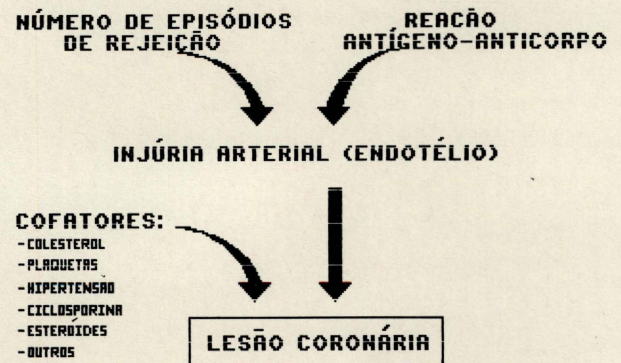 NÚMERO DE EPISÓDIOS
DE REJEIÇÃO
REACÃO
ANTÍGENO-ANTICORPO
INJÚRIA ARTERIAL (ENDOTÉLIO)
COFATORES:
-COLESTEROL
-PLAQUETAS
-HIPERTENSÃO
-CICLOSPORINA
-ESTERÓIDES
-OUTROS
LESÃO CORONÁRIA